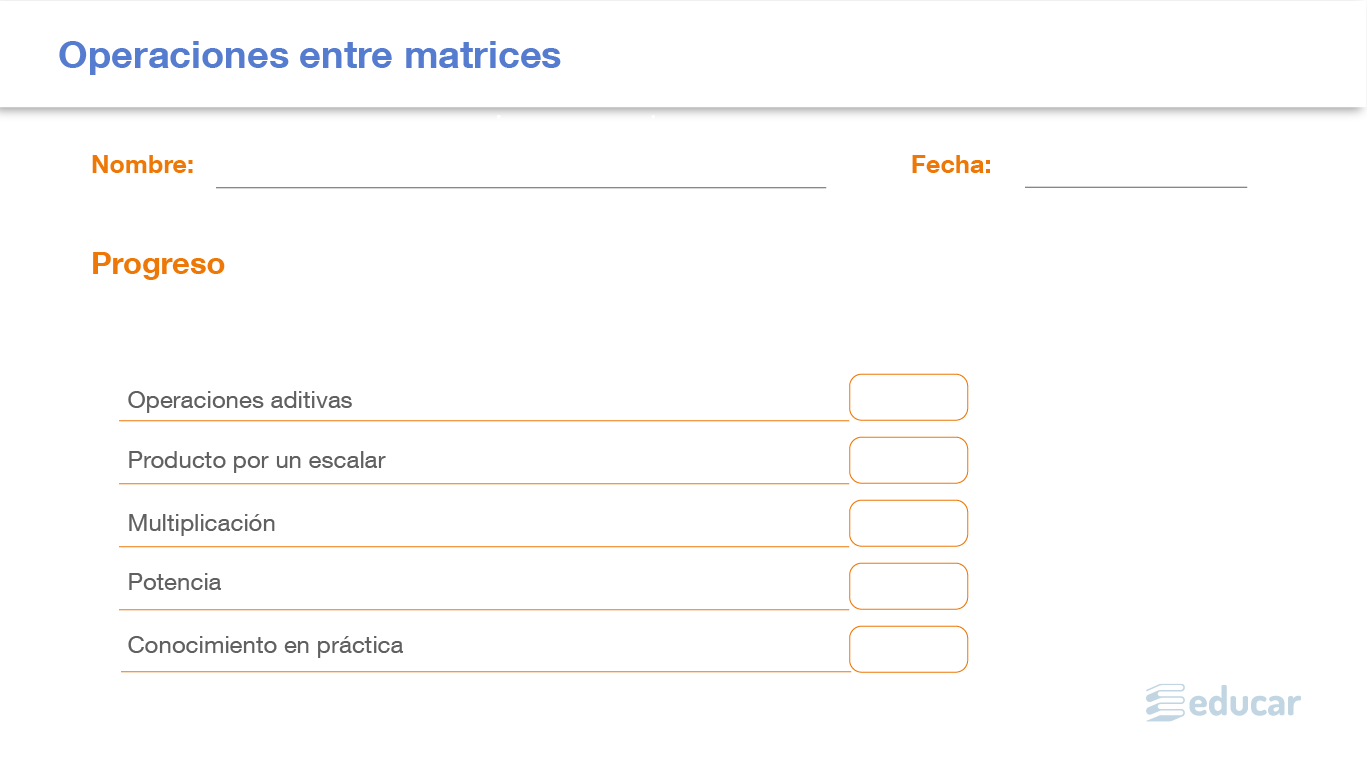 Operaciones entre matrices
Nombre:
Fecha:
Progreso
Operaciones aditivas
Producto por un escalar
Multiplicación
Potencia
Conocimiento en práctica
educar